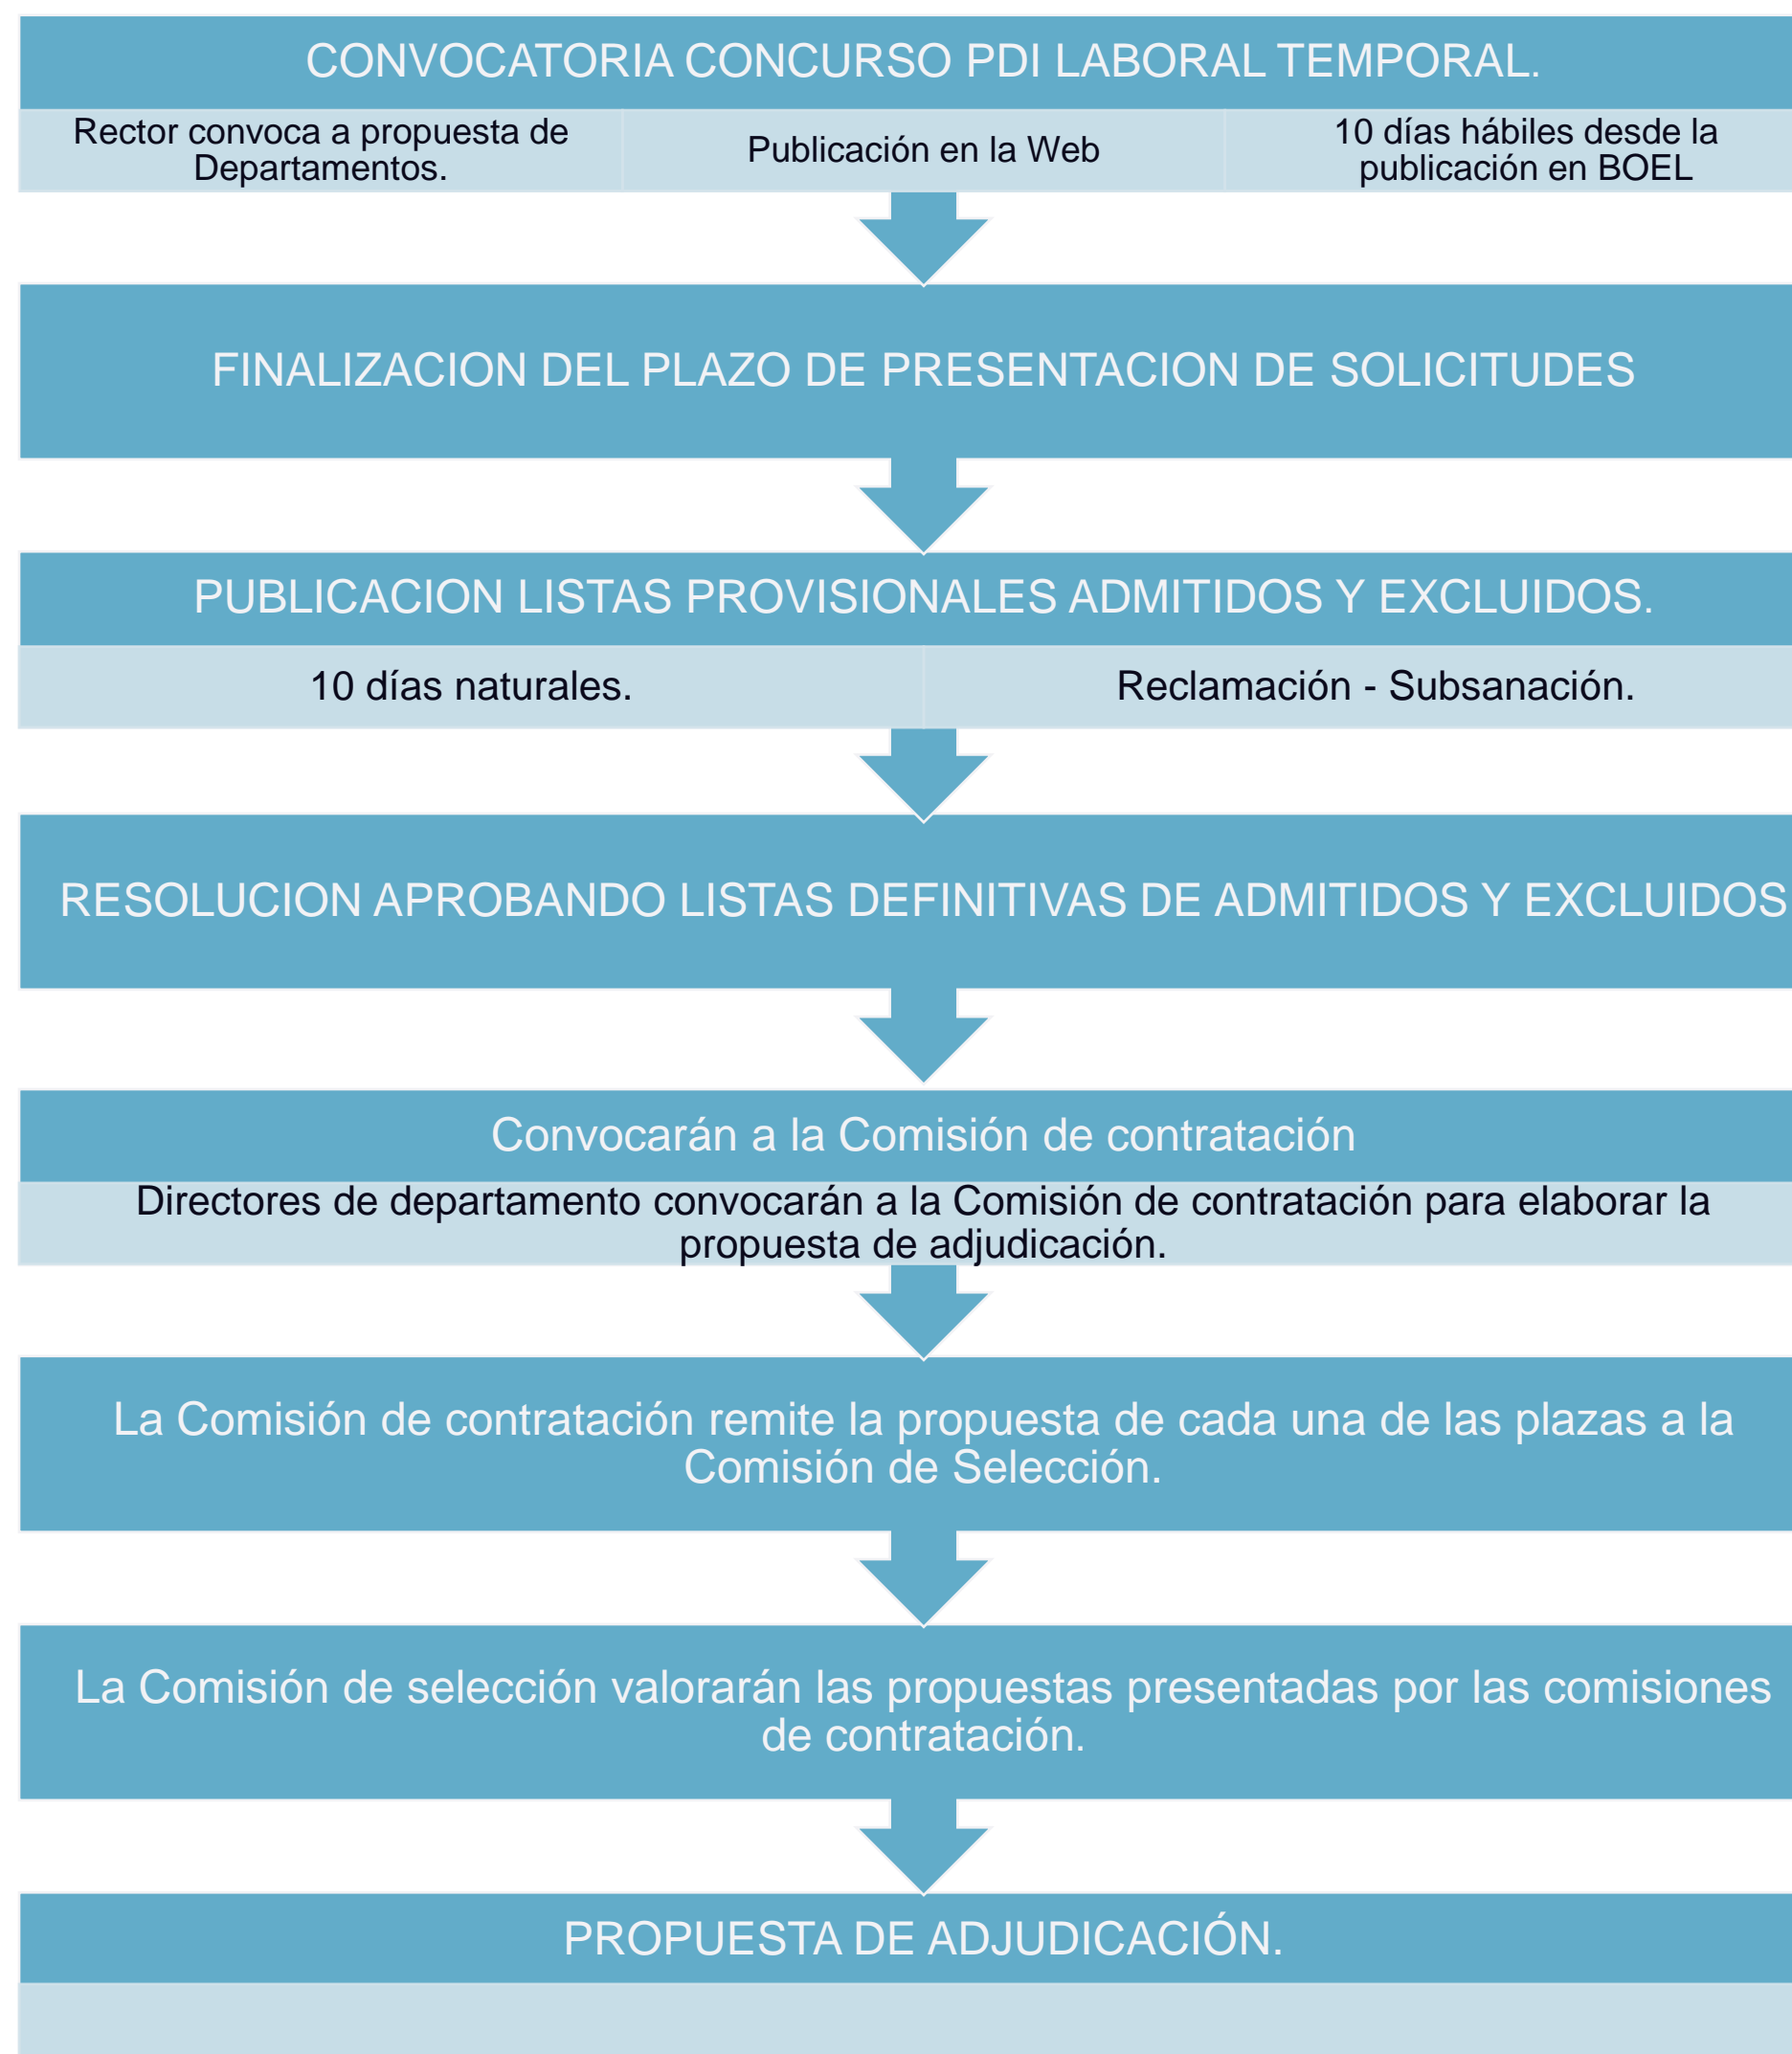 CONVOCATORIA CONCURSO PDI LABORAL TEMPORAL.
Rector convoca a propuesta de
Departamentos.
Publicación en la Web
10 días hábiles desde la
publicación en BOEL
FINALIZACION DEL PLAZO DE PRESENTACION DE SOLICITUDES
PUBLICACION LISTAS PROVISIONALES ADMITIDOS Y EXCLUIDOS.
10 días naturales.
Reclamación - Subsanación.
RESOLUCION APROBANDO LISTAS DEFINITIVAS DE ADMITIDOS Y EXCLUIDOS
Convocarán a la Comisión de contratación
Directores de departamento convocarán a la Comisión de contratación para elaborar la
propuesta de adjudicación.
La Comisión de contratación remite la propuesta de cada una de las plazas a la
Comisión de Selección.
La Comisión de selección valorarán las propuestas presentadas por las comisiones
de contratación.
PROPUESTA DE ADJUDICACIÓN.